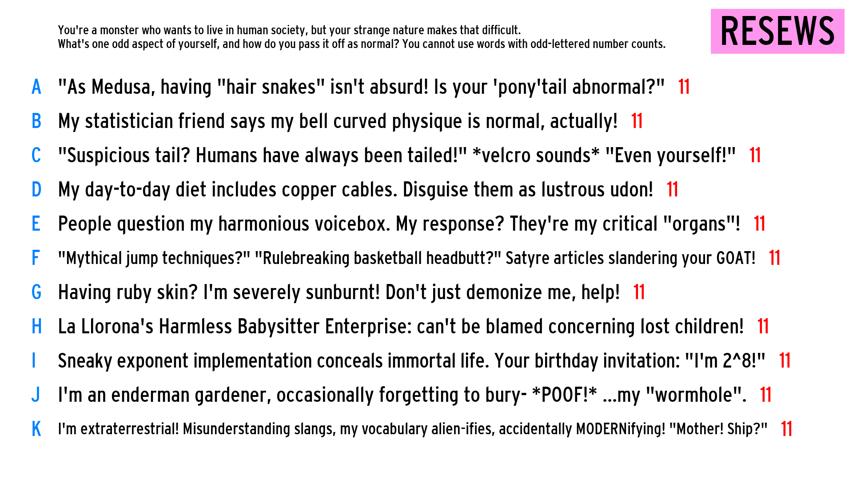 You're a monster who wants to live in human society, but your strange nature makes that difficult.
What's one odd aspect of yourself, and how do you pass it off as normal? You cannot use words with odd-lettered number counts.
RESEWS
A "As Medusa, having "hair snakes" isn't absurd! Is your 'pony'tail abnormal?" 11
B My statistician friend says my bell curved physique is normal, actually! 11
C "Suspicious tail? Humans have always been tailed!" *velcro sounds* "Even yourself!" 11
D My day-to-day diet includes copper cables. Disguise them as lustrous udon! 11
E People question my harmonious voicebox. My response? They're my critical "organs"! 11
F "Mythical jump techniques?" "Rulebreaking basketball headbutt?" Satyre articles slandering your GOAT! 11
G Having ruby skin? I'm severely sunburnt! Don't just demonize me, help! 11
H La Llorona's Harmless Babysitter Enterprise: can't be blamed concerning lost children! 11
I Sneaky exponent implementation conceals immortal life. Your birthday invitation: "I'm 2^8!" 11
J I'm an enderman gardener, occasionally forgetting to bury- *POOF!* ...my "wormhole". 11
K I'm extraterrestrial! Misunderstanding slangs, my vocabulary alien-ifies, accidentally MODERNifying! "Mother! Ship?" 11